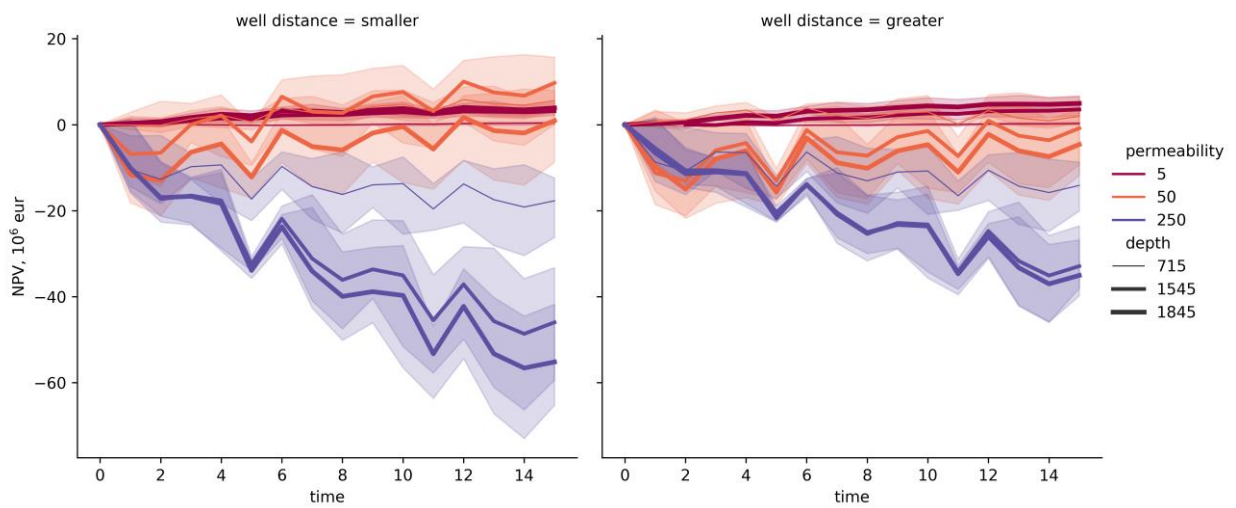 well distance = smaller
well distance = greater
20
0
−20
−40
−60
NPV, 10⁶ eur
0 2 4 6 8 10 12 14
time
0 2 4 6 8 10 12 14
time
permeability
5
50
250
depth
715
1545
1845